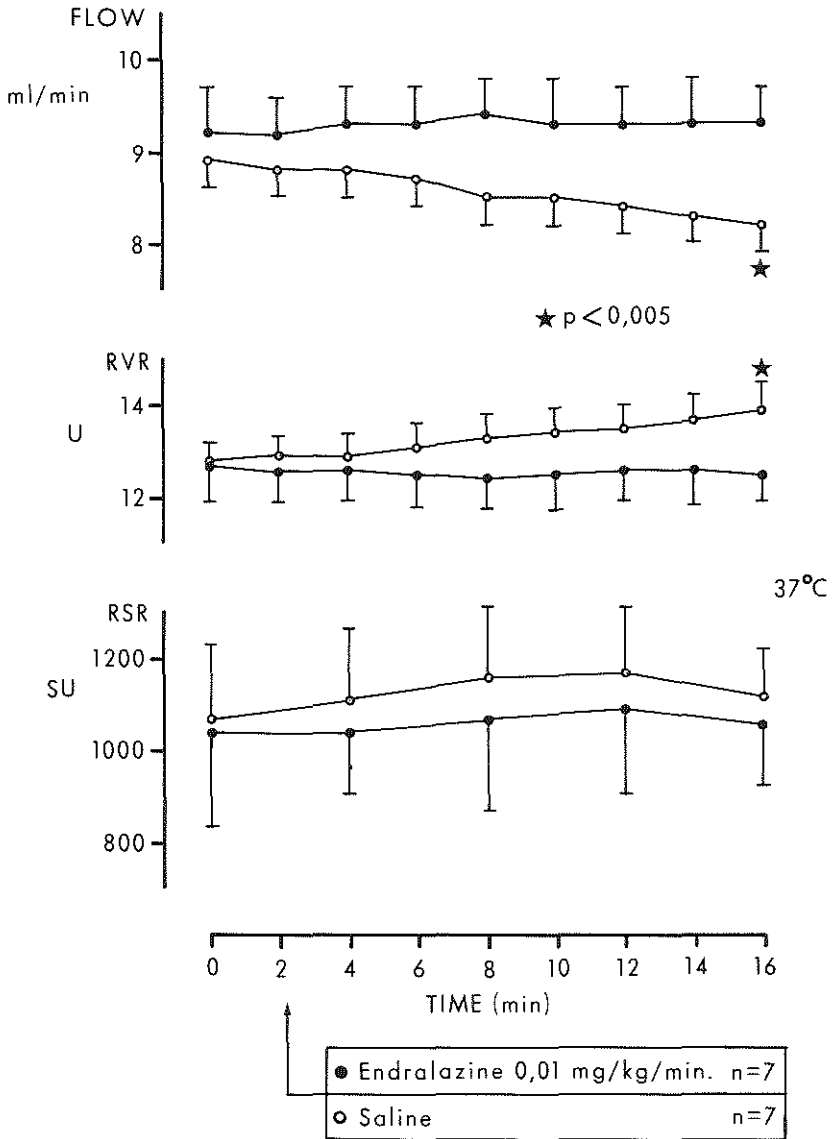 FLOW
ml/min
10
9
8
★
★ p<0,005
RVR
★
U
14
12
37°C
RSR
SU
1200
1000
800
0 2 4 6 8 10 12 14 16
TIME (min)
● Endralazine 0,01 mg/kg/min. n=7
○ Saline n=7